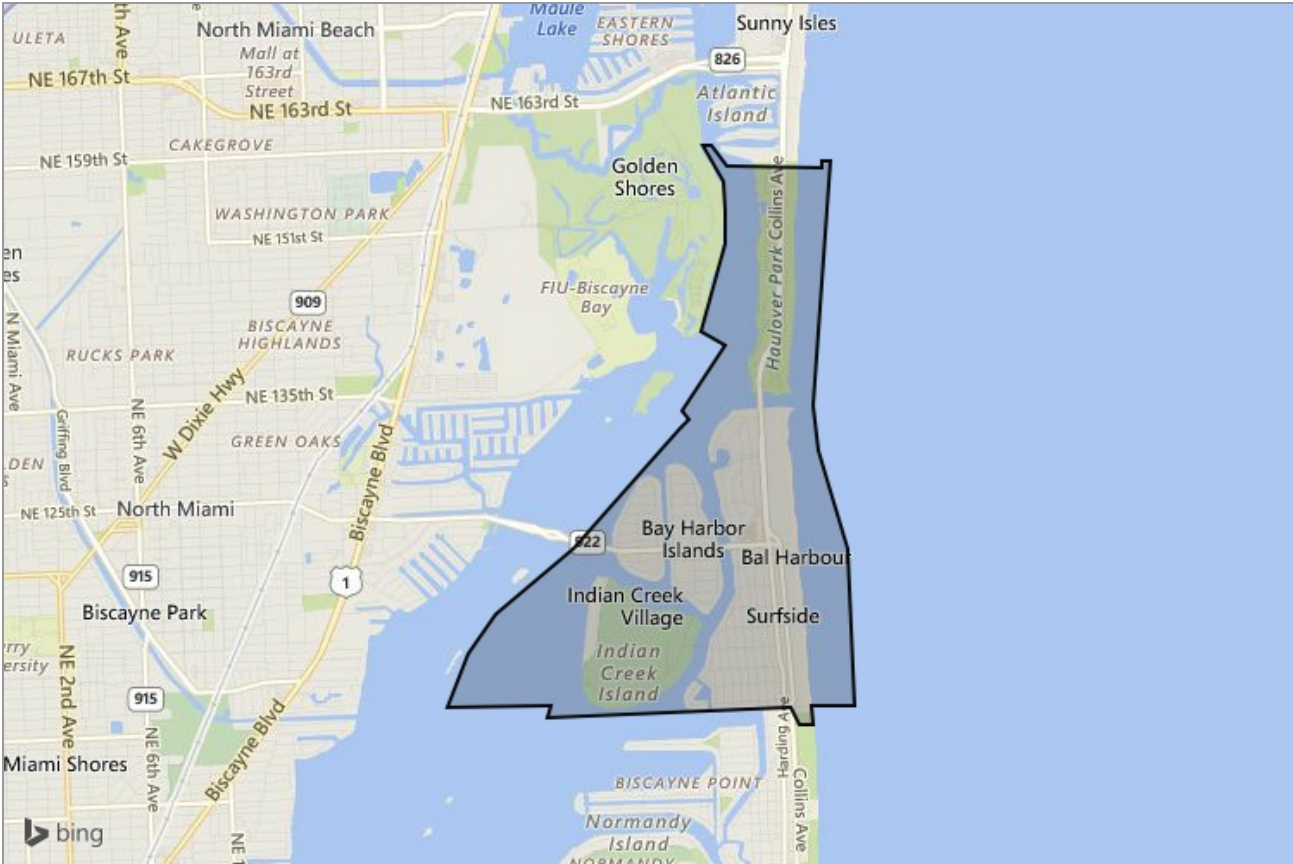 Maule
Lake
EASTERN
SHORES
Sunny Isles
ULETA
North Miami Beach
Mall at
163rd
Street
826
NE 167th St
NE 163rd St
NE 163rd St
Atlantic
Island
CAKEGROVE
NE 159th St
Golden
Shores
WASHINGTON PARK
NE 151st St
Haulover Park
Collins Ave
FIU-Biscayne
Bay
909
BISCAYNE
HIGHLANDS
RUCKS PARK
N Miami Ave
NE 135th St
W Dixie Hwy
NE 6th Ave
Griffing Blvd
GREEN OAKS
Biscayne Blvd
NE 125th St
North Miami
922
Bay Harbor
Islands
Bal Harbour
915
1
Biscayne Park
Indian Creek
Village
Surfside
Indian
Creek
Island
NE 2nd Ave
915
NE 6th Ave
Biscayne Blvd
Harding Ave
Miami Shores
BISCAYNE POINT
Collins Ave
Normandy
Island
NORMANDY
bing